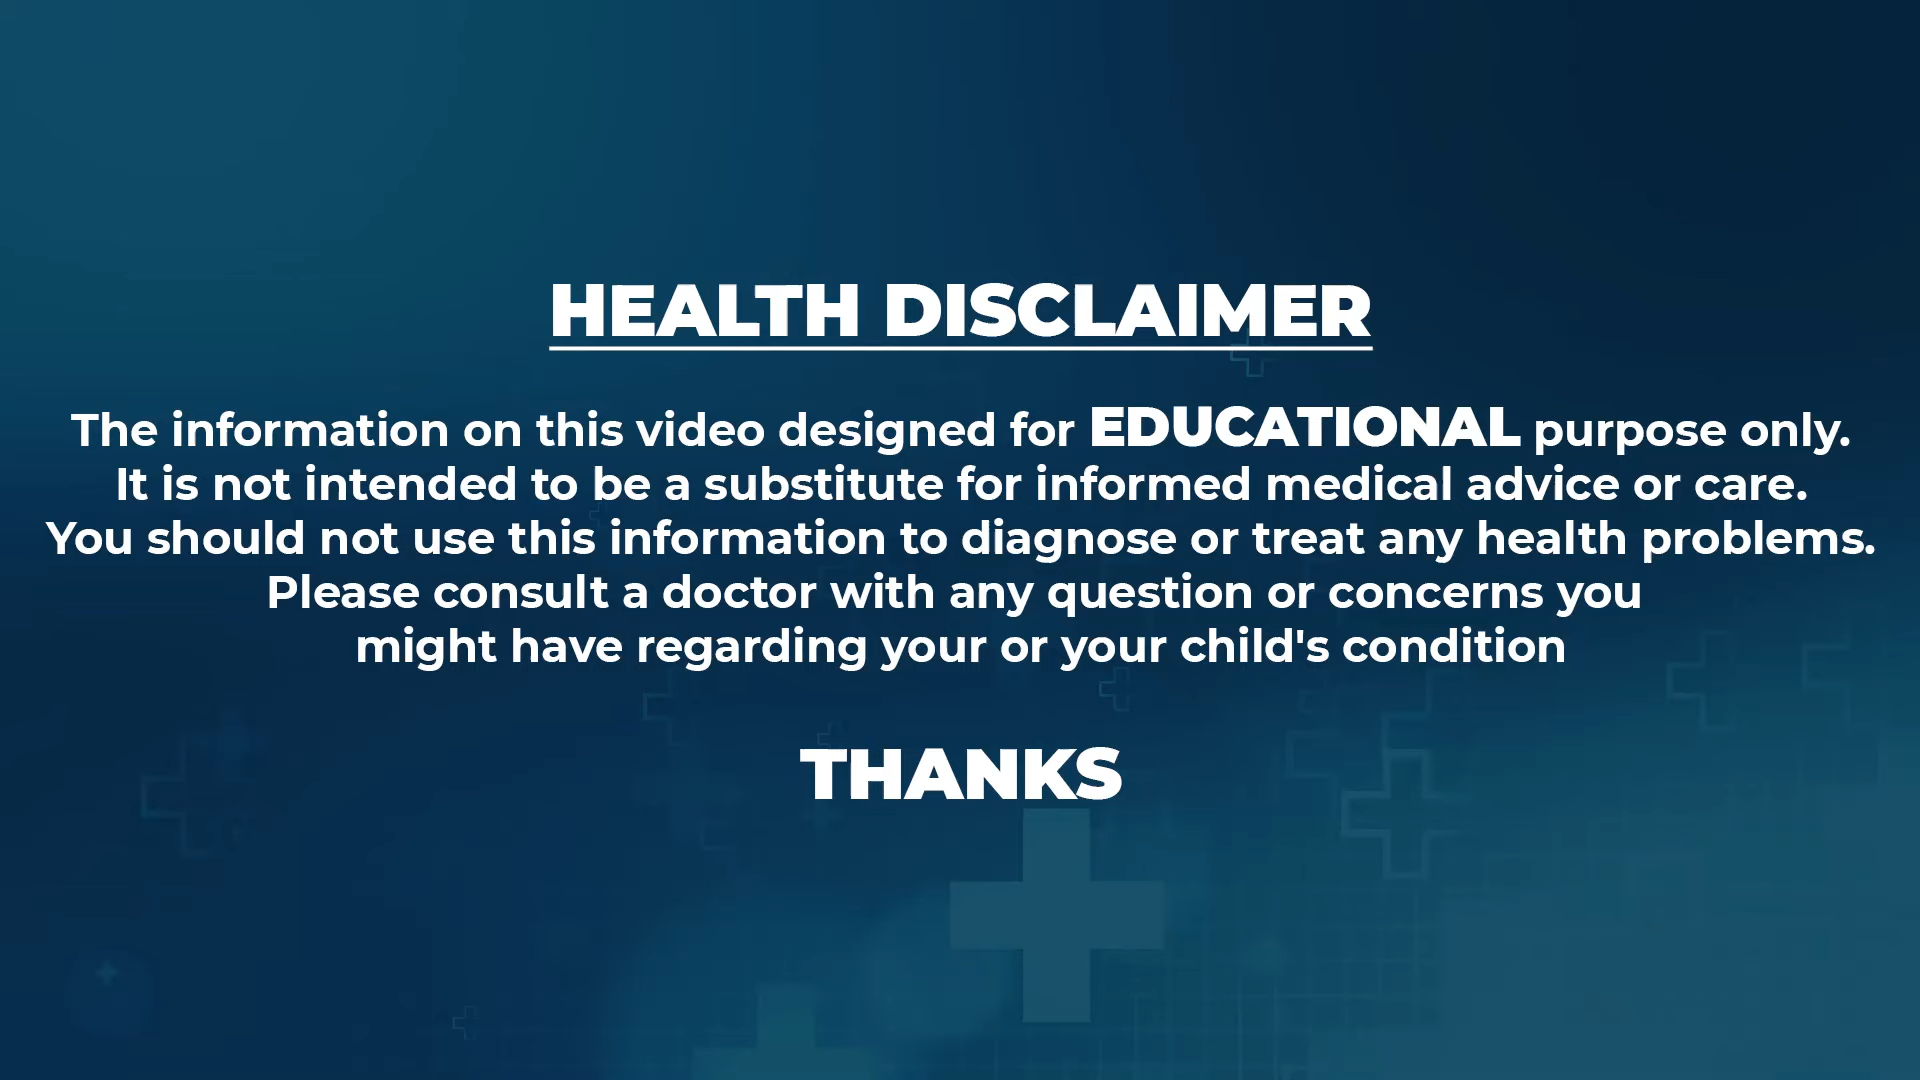 HEALTH DISCLAIMER
The information on this video designed for EDUCATIONAL purpose only.
It is not intended to be a substitute for informed medical advice or care.
You should not use this information to diagnose or treat any health problems.
Please consult a doctor with any question or concerns you
might have regarding your or your child's condition
THANKS